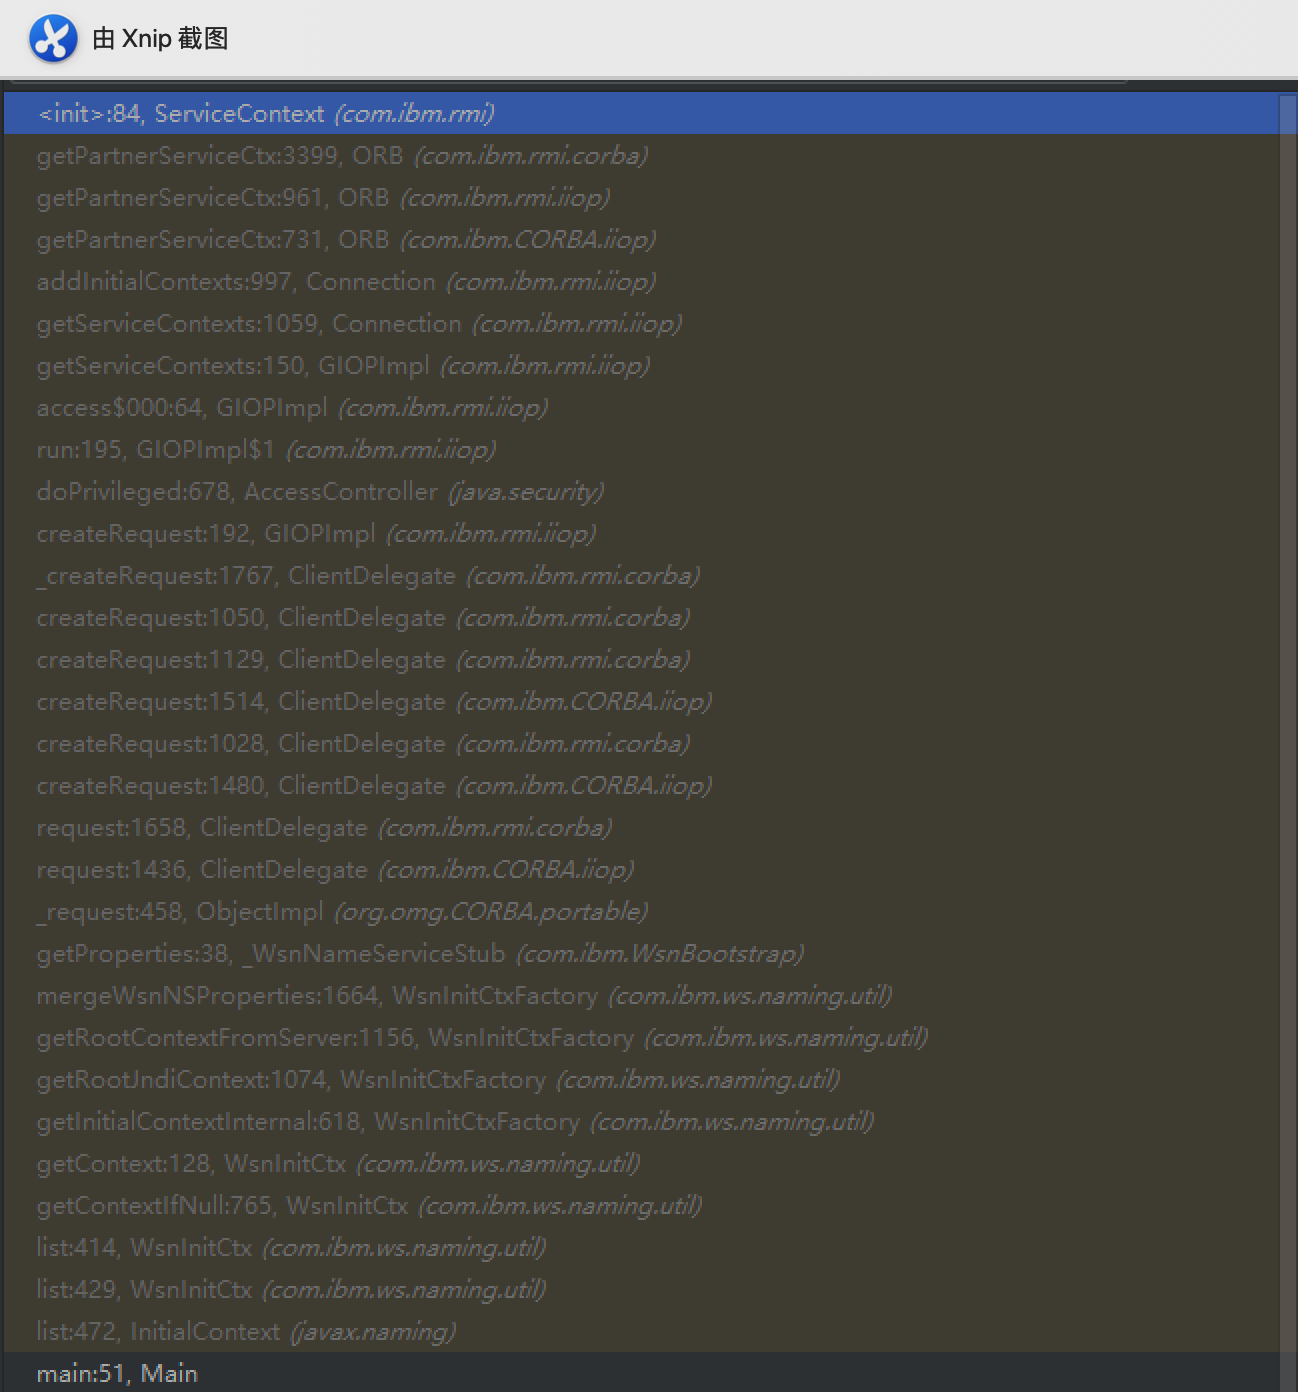 由 Xnip 截图
<init>:84, ServiceContext (com.ibm.rmi)
getPartnerServiceCtx:3399, ORB (com.ibm.rmi.corba)
getPartnerServiceCtx:961, ORB (com.ibm.rmi.iiop)
getPartnerServiceCtx:731, ORB (com.ibm.CORBA.iiop)
addInitialContexts:997, Connection (com.ibm.rmi.iiop)
getServiceContexts:1059, Connection (com.ibm.rmi.iiop)
getServiceContexts:150, GIOPImpl (com.ibm.rmi.iiop)
access$000:64, GIOPImpl (com.ibm.rmi.iiop)
run:195, GIOPImpl$1 (com.ibm.rmi.iiop)
doPrivileged:678, AccessController (java.security)
createRequest:192, GIOPImpl (com.ibm.rmi.iiop)
_createRequest:1767, ClientDelegate (com.ibm.rmi.corba)
createRequest:1050, ClientDelegate (com.ibm.rmi.corba)
createRequest:1129, ClientDelegate (com.ibm.rmi.corba)
createRequest:1514, ClientDelegate (com.ibm.CORBA.iiop)
createRequest:1028, ClientDelegate (com.ibm.rmi.corba)
createRequest:1480, ClientDelegate (com.ibm.CORBA.iiop)
request:1658, ClientDelegate (com.ibm.rmi.corba)
request:1436, ClientDelegate (com.ibm.CORBA.iiop)
_request:458, ObjectImpl (org.omg.CORBA.portable)
getProperties:38, _WsnNameServiceStub (com.ibm.WsnBootstrap)
mergeWsnNSProperties:1664, WsnInitCtxFactory (com.ibm.ws.naming.util)
getRootContextFromServer:1156, WsnInitCtxFactory (com.ibm.ws.naming.util)
getRootJndiContext:1074, WsnInitCtxFactory (com.ibm.ws.naming.util)
getInitialContextInternal:618, WsnInitCtxFactory (com.ibm.ws.naming.util)
getContext:128, WsnInitCtx (com.ibm.ws.naming.util)
getContextIfNull:765, WsnInitCtx (com.ibm.ws.naming.util)
list:414, WsnInitCtx (com.ibm.ws.naming.util)
list:429, WsnInitCtx (com.ibm.ws.naming.util)
list:472, InitialContext (javax.naming)
main:51, Main